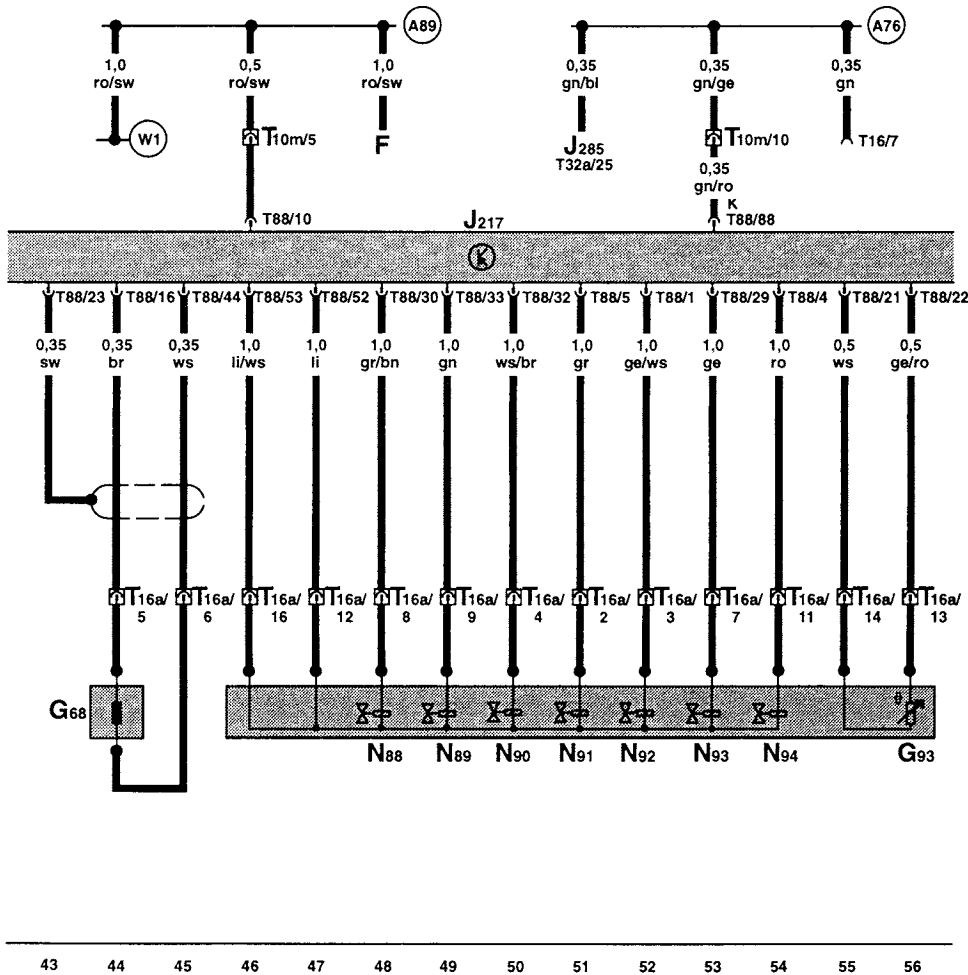 A89 A76
1,0 0,5 1,0 0,35 0,35 0,35
ro/sw ro/sw ro/sw gn/bl gn/ge gn
W1 T10m/5 F J285 T10m/10 T16/7
T32a/25
0,35
gn/ro
K
T88/10 J217 T88/88
K
T88/23 T88/16 T88/44 T88/53 T88/52 T88/30 T88/33 T88/32 T88/5 T88/1 T88/29 T88/4 T88/21 T88/22
0,35 0,35 0,35 1,0 1,0 1,0 1,0 1,0 1,0 1,0 1,0 1,0 0,5 0,5
sw br ws li/ws li gr/bn gn ws/br gr ge/ws ge ro ws ge/ro
T16a/ T16a/ T16a/ T16a/ T16a/ T16a/ T16a/ T16a/ T16a/ T16a/ T16a/ T16a/ T16a/
5 6 16 12 8 9 4 2 3 7 11 14 13
G68 θ
N88 N89 N90 N91 N92 N93 N94 G93
43 44 45 46 47 48 49 50 51 52 53 54 55 56